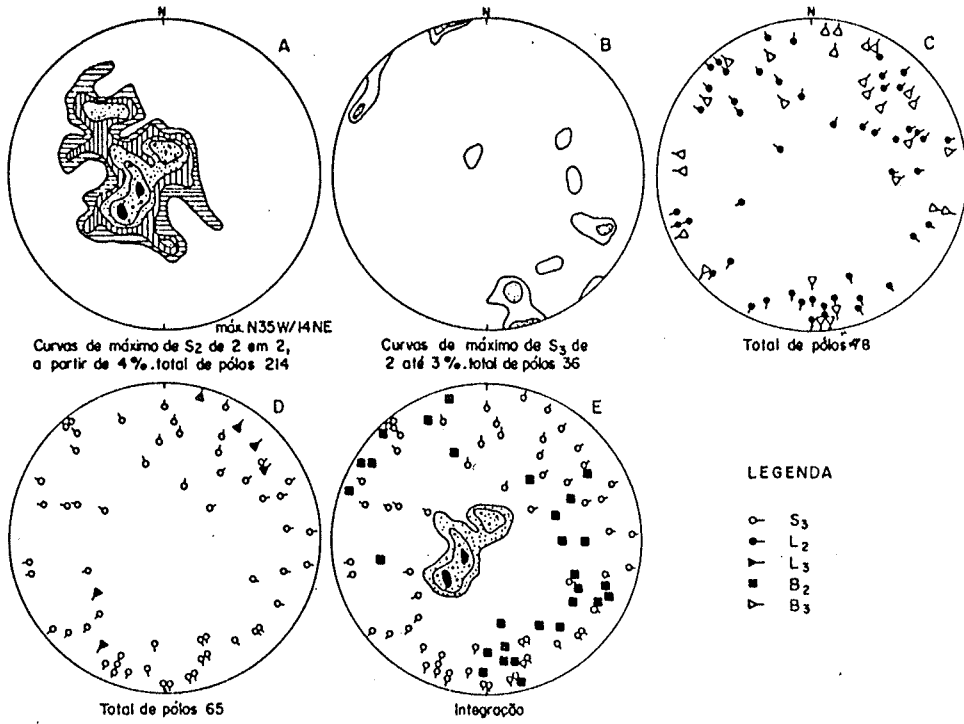 N
A
N
B
N
C
máx. N35W/14NE
Curvas de máximo de S2 de 2 em 2,
a partir de 4%. total de pólos 214
Curvas de máximo de S3 de
2 até 3%. total de pólos 36
Total de pólos 78
D
E
Total de pólos 65
Integração
LEGENDA
S3
L2
L3
B2
B3